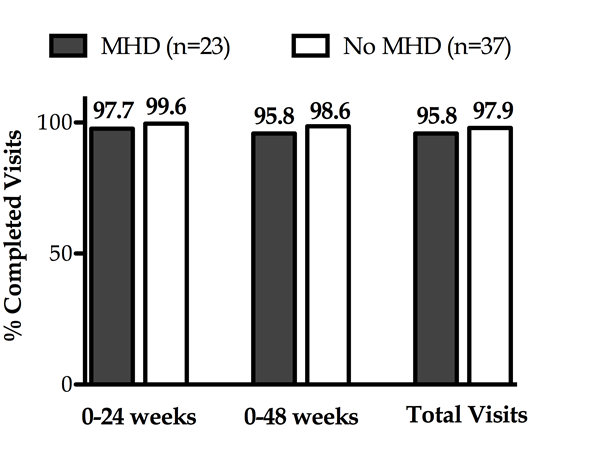 MHD (n=23) No MHD (n=37)
97.7 99.6 95.8 98.6 95.8 97.9
100
50
0
% Completed Visits
0-24 weeks 0-48 weeks Total Visits